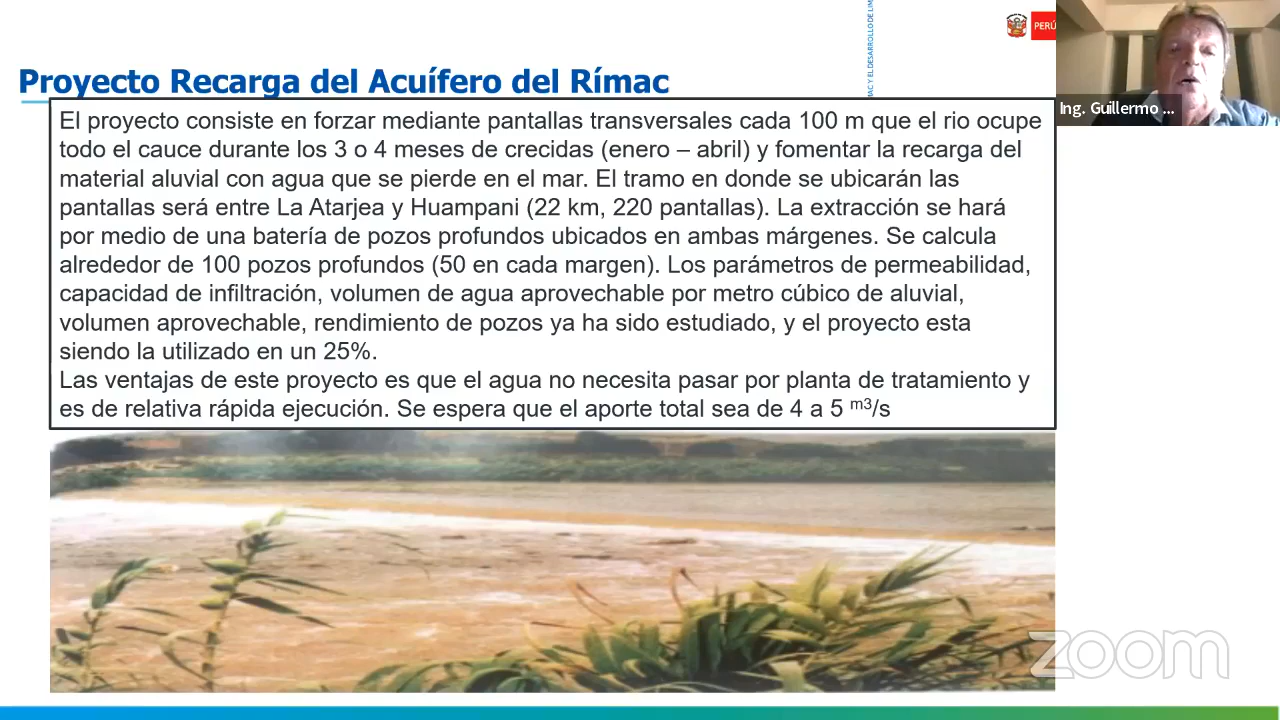 PERÚ
MAC Y EL DESARROLLO DE LIM
Proyecto Recarga del Acuífero del Rímac
Ing. Guillermo ...
El proyecto consiste en forzar mediante pantallas transversales cada 100 m que el rio ocupe
todo el cauce durante los 3 o 4 meses de crecidas (enero – abril) y fomentar la recarga del
material aluvial con agua que se pierde en el mar. El tramo en donde se ubicarán las
pantallas será entre La Atarjea y Huampani (22 km, 220 pantallas). La extracción se hará
por medio de una batería de pozos profundos ubicados en ambas márgenes. Se calcula
alrededor de 100 pozos profundos (50 en cada margen). Los parámetros de permeabilidad,
capacidad de infiltración, volumen de agua aprovechable por metro cúbico de aluvial,
volumen aprovechable, rendimiento de pozos ya ha sido estudiado, y el proyecto esta
siendo la utilizado en un 25%.
Las ventajas de este proyecto es que el agua no necesita pasar por planta de tratamiento y
es de relativa rápida ejecución. Se espera que el aporte total sea de 4 a 5 m3/s
zoom